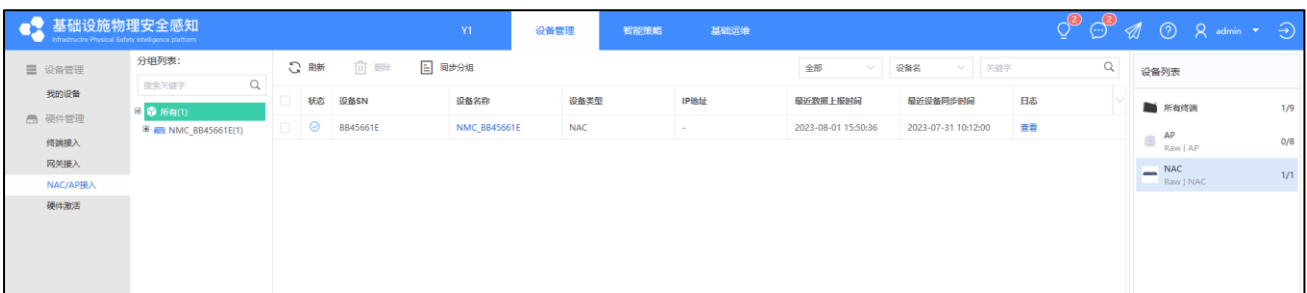 基础设施物理安全感知
Infrastructre Physical Safety Intelligence platform
Y1
设备管理
智能策略
基础运维
2
2
admin
设备管理
我的设备
硬件管理
终端接入
网关接入
NAC/AP接入
硬件激活
分组列表:
搜索关键字
所有(1)
NMC_BB45661E(1)
刷新
删除
同步分组
全部
设备名
关键字
状态 设备SN 设备名称 设备类型 IP地址 最近数据上报时间 最近设备同步时间 日志
BB45661E NMC_BB45661E NAC - 2023-08-01 15:50:36 2023-07-31 10:12:00 查看
设备列表
所有终端 1/9
AP 0/8
Raw | AP
NAC 1/1
Raw | NAC